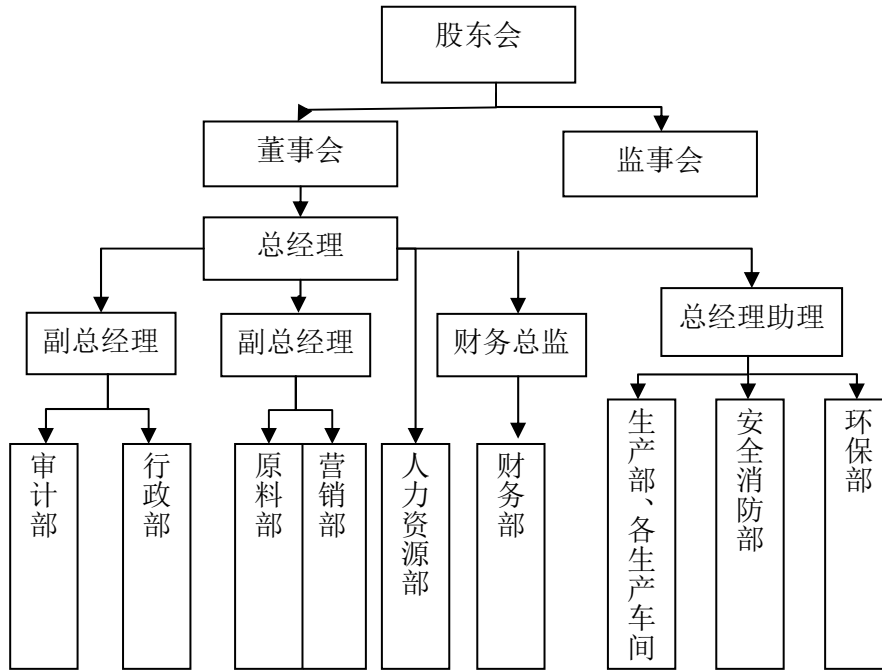 股东会
董事会
监事会
总经理
副总经理
副总经理
财务总监
总经理助理
审计部
行政部
原料部
营销部
人力资源部
财务部
生产部、各生产车间
安全消防部
环保部